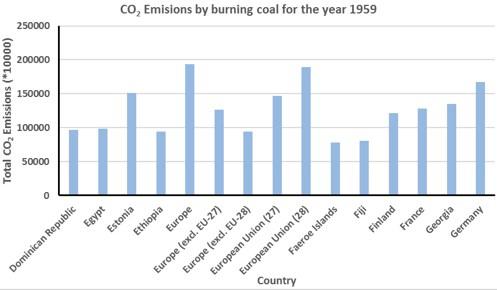 CO2 Emisions by burning coal for the year 1959
Total CO2 Emissions (*10000)
250000
200000
150000
100000
50000
0
Dominican Republic
Egypt
Estonia
Ethiopia
Europe
Europe (excl. EU-27)
Europe (excl. EU-28)
European Union (27)
European Union (28)
Faeroe Islands
Fiji
Finland
France
Georgia
Germany
Country